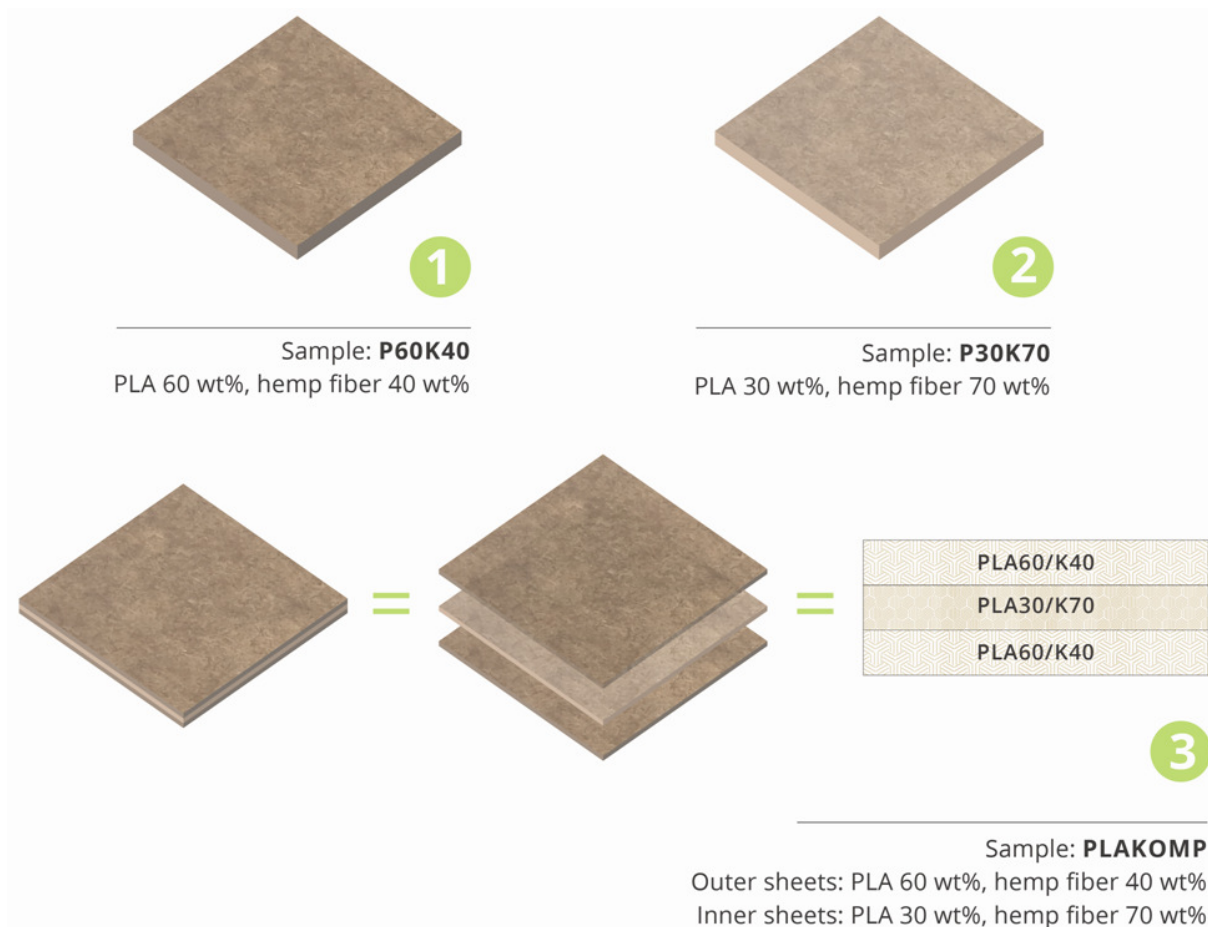 1
2
Sample: P60K40
PLA 60 wt%, hemp fiber 40 wt%
Sample: P30K70
PLA 30 wt%, hemp fiber 70 wt%
=
=
PLA60/K40
PLA30/K70
PLA60/K40
3
Sample: PLAKOMP
Outer sheets: PLA 60 wt%, hemp fiber 40 wt%
Inner sheets: PLA 30 wt%, hemp fiber 70 wt%